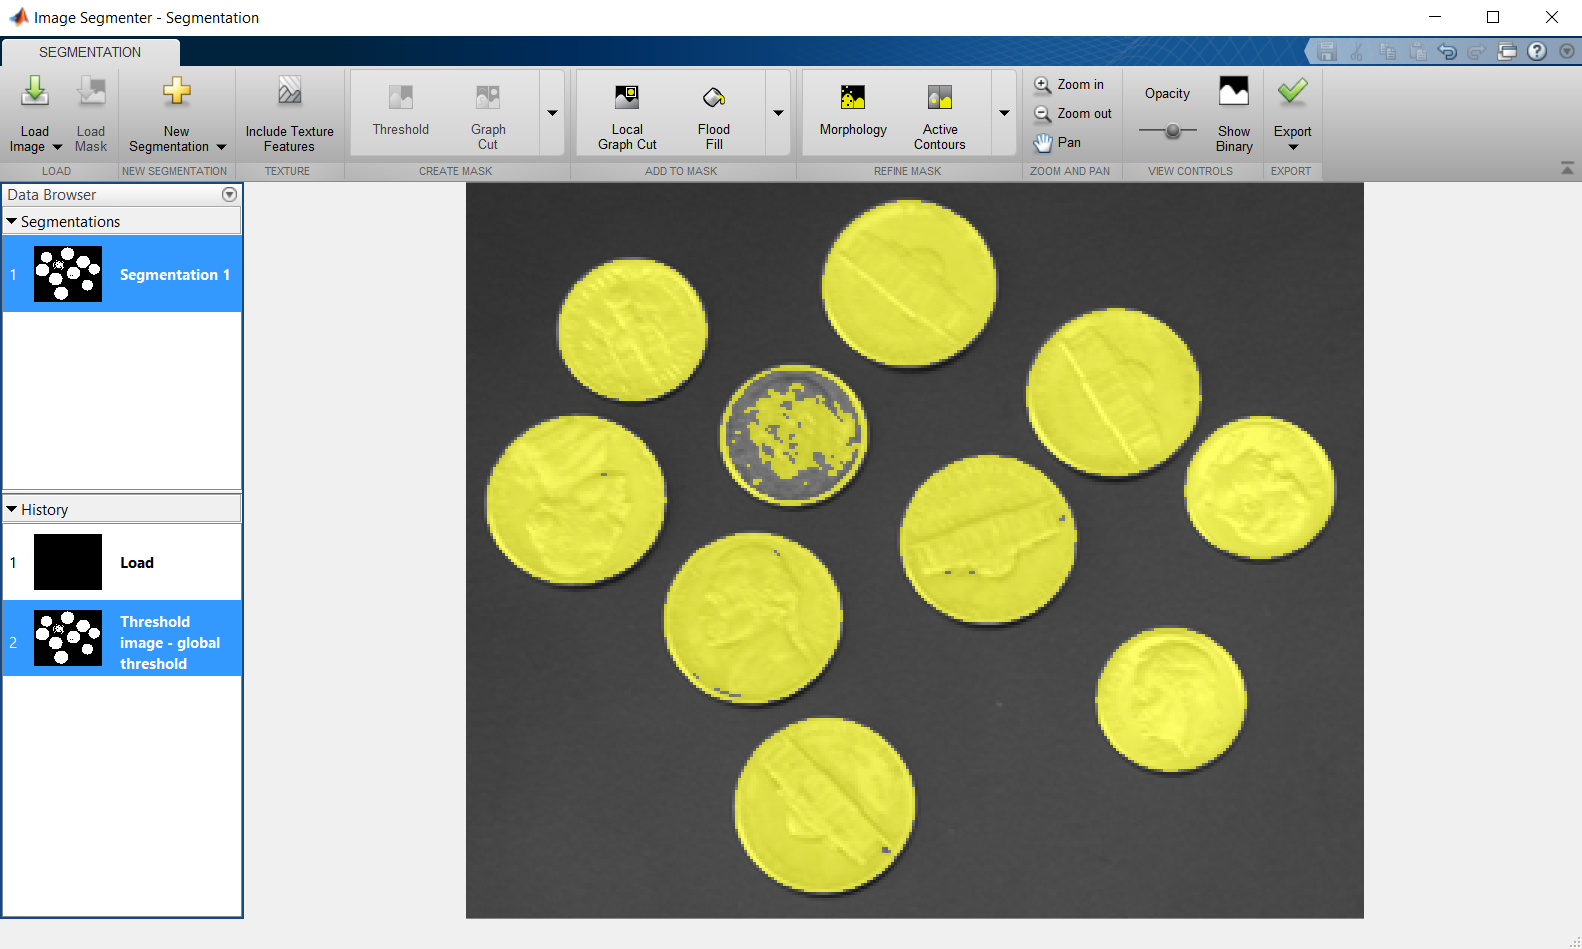 Image Segmenter - Segmentation
SEGMENTATION
Load
Image
Load
Mask
New
Segmentation
Include Texture
Features
Threshold
Graph
Cut
Local
Graph Cut
Flood
Fill
Morphology
Active
Contours
Zoom in
Zoom out
Pan
Opacity
Show
Binary
Export
LOAD
NEW SEGMENTATION
TEXTURE
CREATE MASK
ADD TO MASK
REFINE MASK
ZOOM AND PAN
VIEW CONTROLS
EXPORT
Data Browser
Segmentations
1 Segmentation 1
History
1 Load
2 Threshold
image - global
threshold